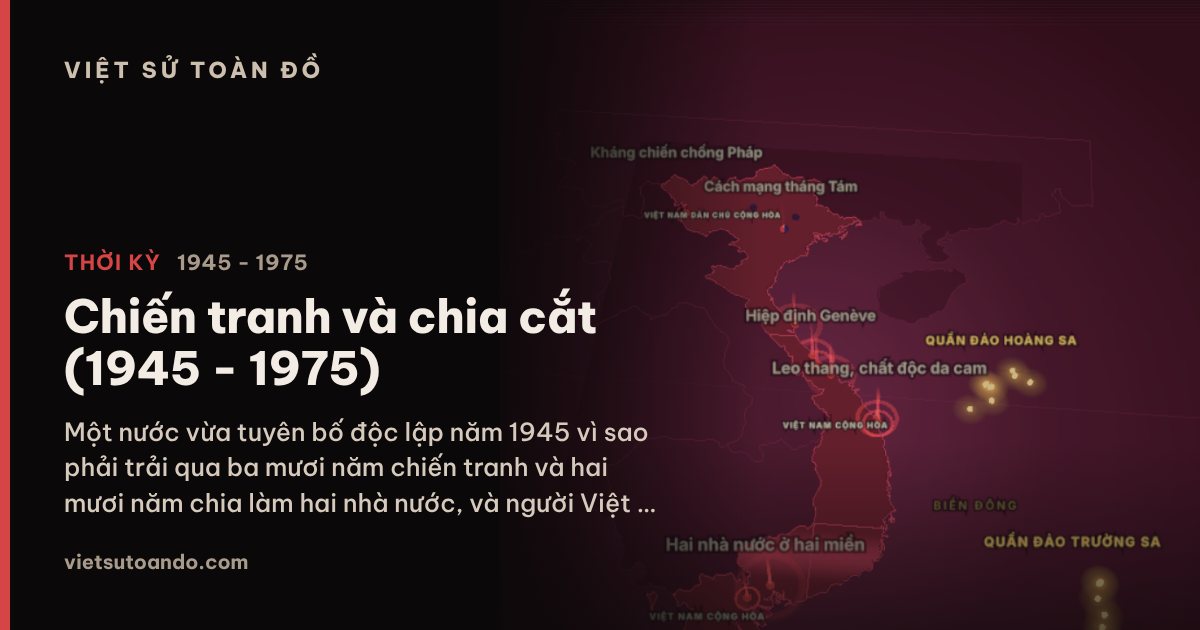 VIỆT SỬ TOÀN ĐỒ
THỜI KỲ 1945 - 1975
Chiến tranh và chia cắt
(1945 - 1975)
Một nước vừa tuyên bố độc lập năm 1945 vì sao
phải trải qua ba mươi năm chiến tranh và hai
mươi năm chia làm hai nhà nước, và người Việt ...
vietsutoando.com
Kháng chiến chống Pháp
Cách mạng tháng Tám
VIỆT NAM DÂN CHỦ CỘNG HÒA
Hiệp định Genève
QUẦN ĐẢO HOÀNG SA
Leo thang, chất độc da cam
VIỆT NAM CỘNG HÒA
BIỂN ĐÔNG
QUẦN ĐẢO TRƯỜNG SA
Hai nhà nước ở hai miền
VIỆT NAM CỘNG HÒA